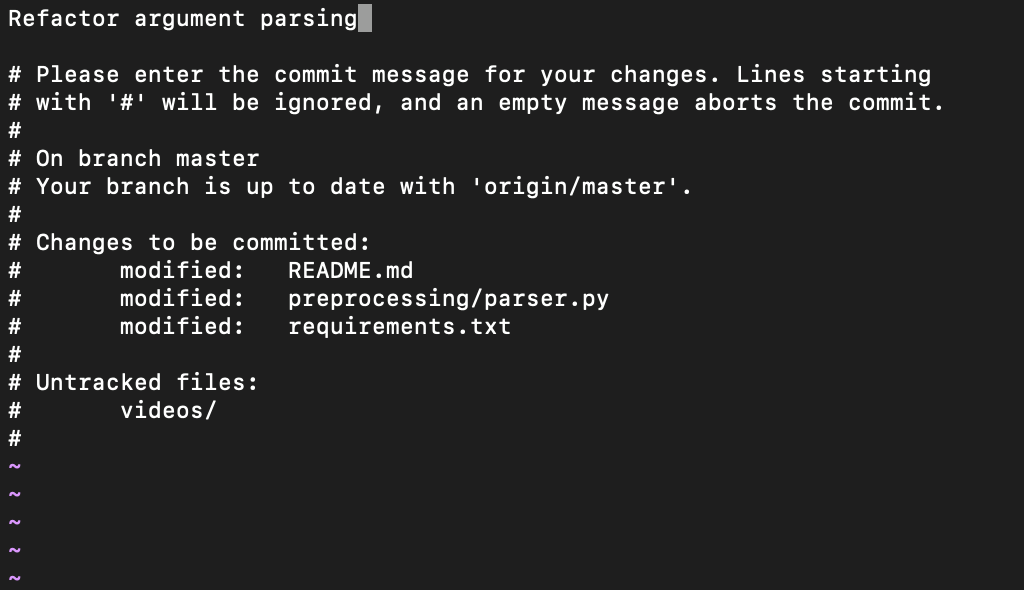 Refactor argument parsing

# Please enter the commit message for your changes. Lines starting
# with '#' will be ignored, and an empty message aborts the commit.
#
# On branch master
# Your branch is up to date with 'origin/master'.
#
# Changes to be committed:
#       modified:   README.md
#       modified:   preprocessing/parser.py
#       modified:   requirements.txt
#
# Untracked files:
#       videos/
#
~
~
~
~
~